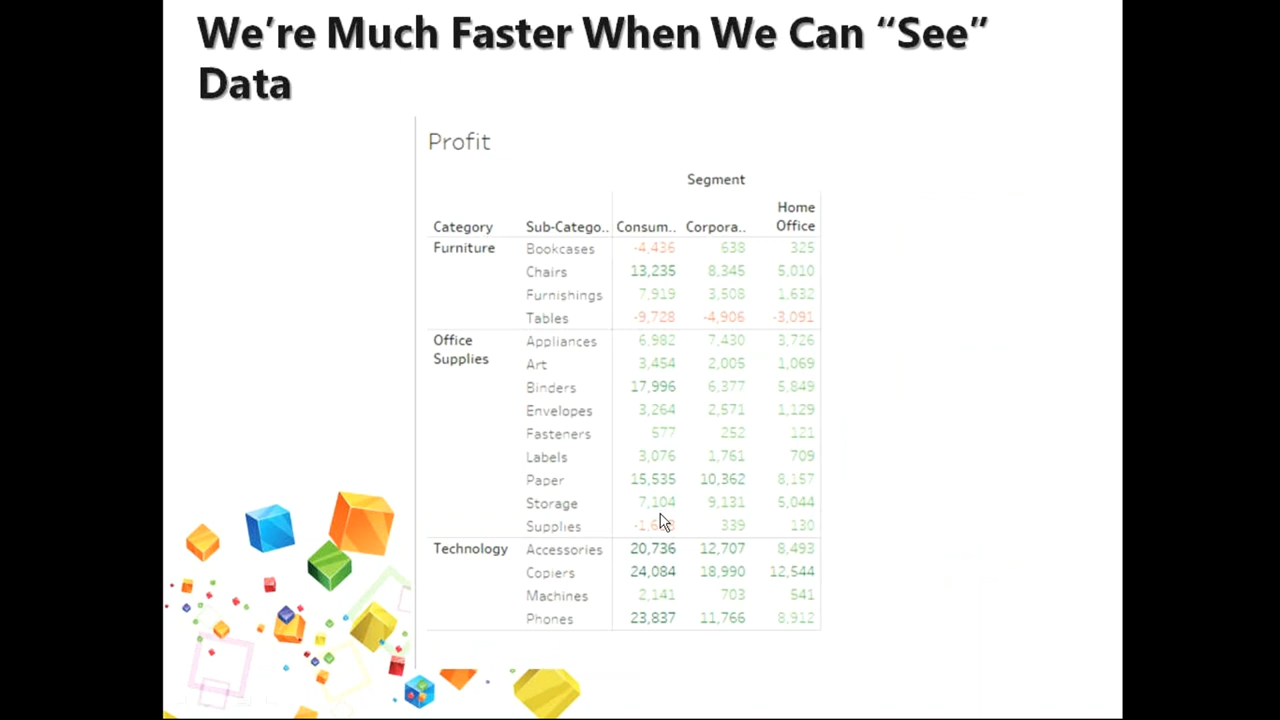 We're Much Faster When We Can “See”
Data
Profit
Segment
Category Sub-Catego.. Consum.. Corpora.. Home Office
Furniture Bookcases -4,436 638 325
Chairs 13,235 8,345 5,010
Furnishings 7,919 3,508 1,632
Tables -9,728 -4,906 -3,091
Office Supplies Appliances 6,982 7,430 3,726
Art 3,454 2,005 1,069
Binders 17,996 6,377 5,849
Envelopes 3,264 2,571 1,129
Fasteners 577 252 121
Labels 3,076 1,761 709
Paper 15,535 10,362 8,157
Storage 7,104 9,131 5,044
Supplies 339 130
Technology Accessories 20,736 12,707 8,493
Copiers 24,084 18,990 12,544
Machines 2,141 703 541
Phones 23,837 11,766 8,912